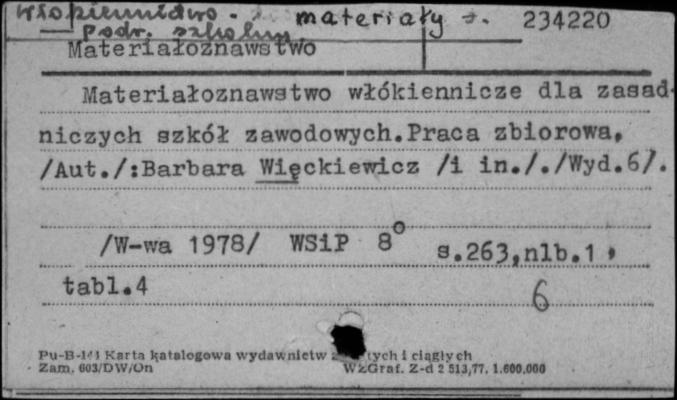 Włókiennictwo - materiały s. 234220
podr. szkolny
Materiałoznawstwo
Materiałoznawstwo włókiennicze dla zasad-
niczych szkół zawodowych.Praca zbiorowa,
/Aut./:Barbara Więckiewicz /i in././Wyd.6/.
/W-wa 1978/ WSiP 8° s.263,nlb.1,
tabl.4
6
Pu-B-141 Karta katalogowa wydawnictw i ciągłych
Zam. 603/DW/On WZGraf. Z-d 2 513,77. 1.600.000